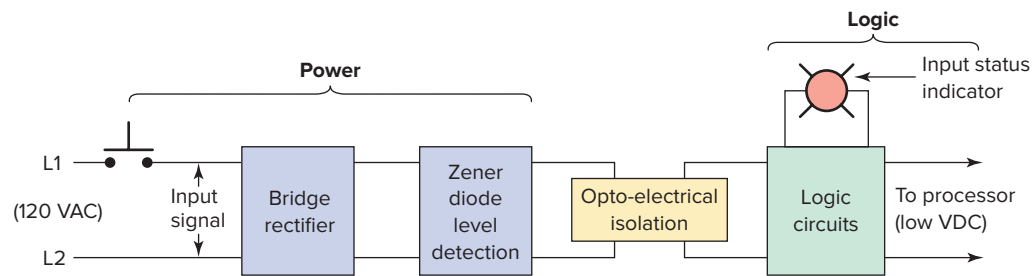 Logic
Power
Input status
indicator
L1
(120 VAC)
L2
Input
signal
Bridge
rectifier
Zener
diode
level
detection
Opto-electrical
isolation
Logic
circuits
To processor
(low VDC)